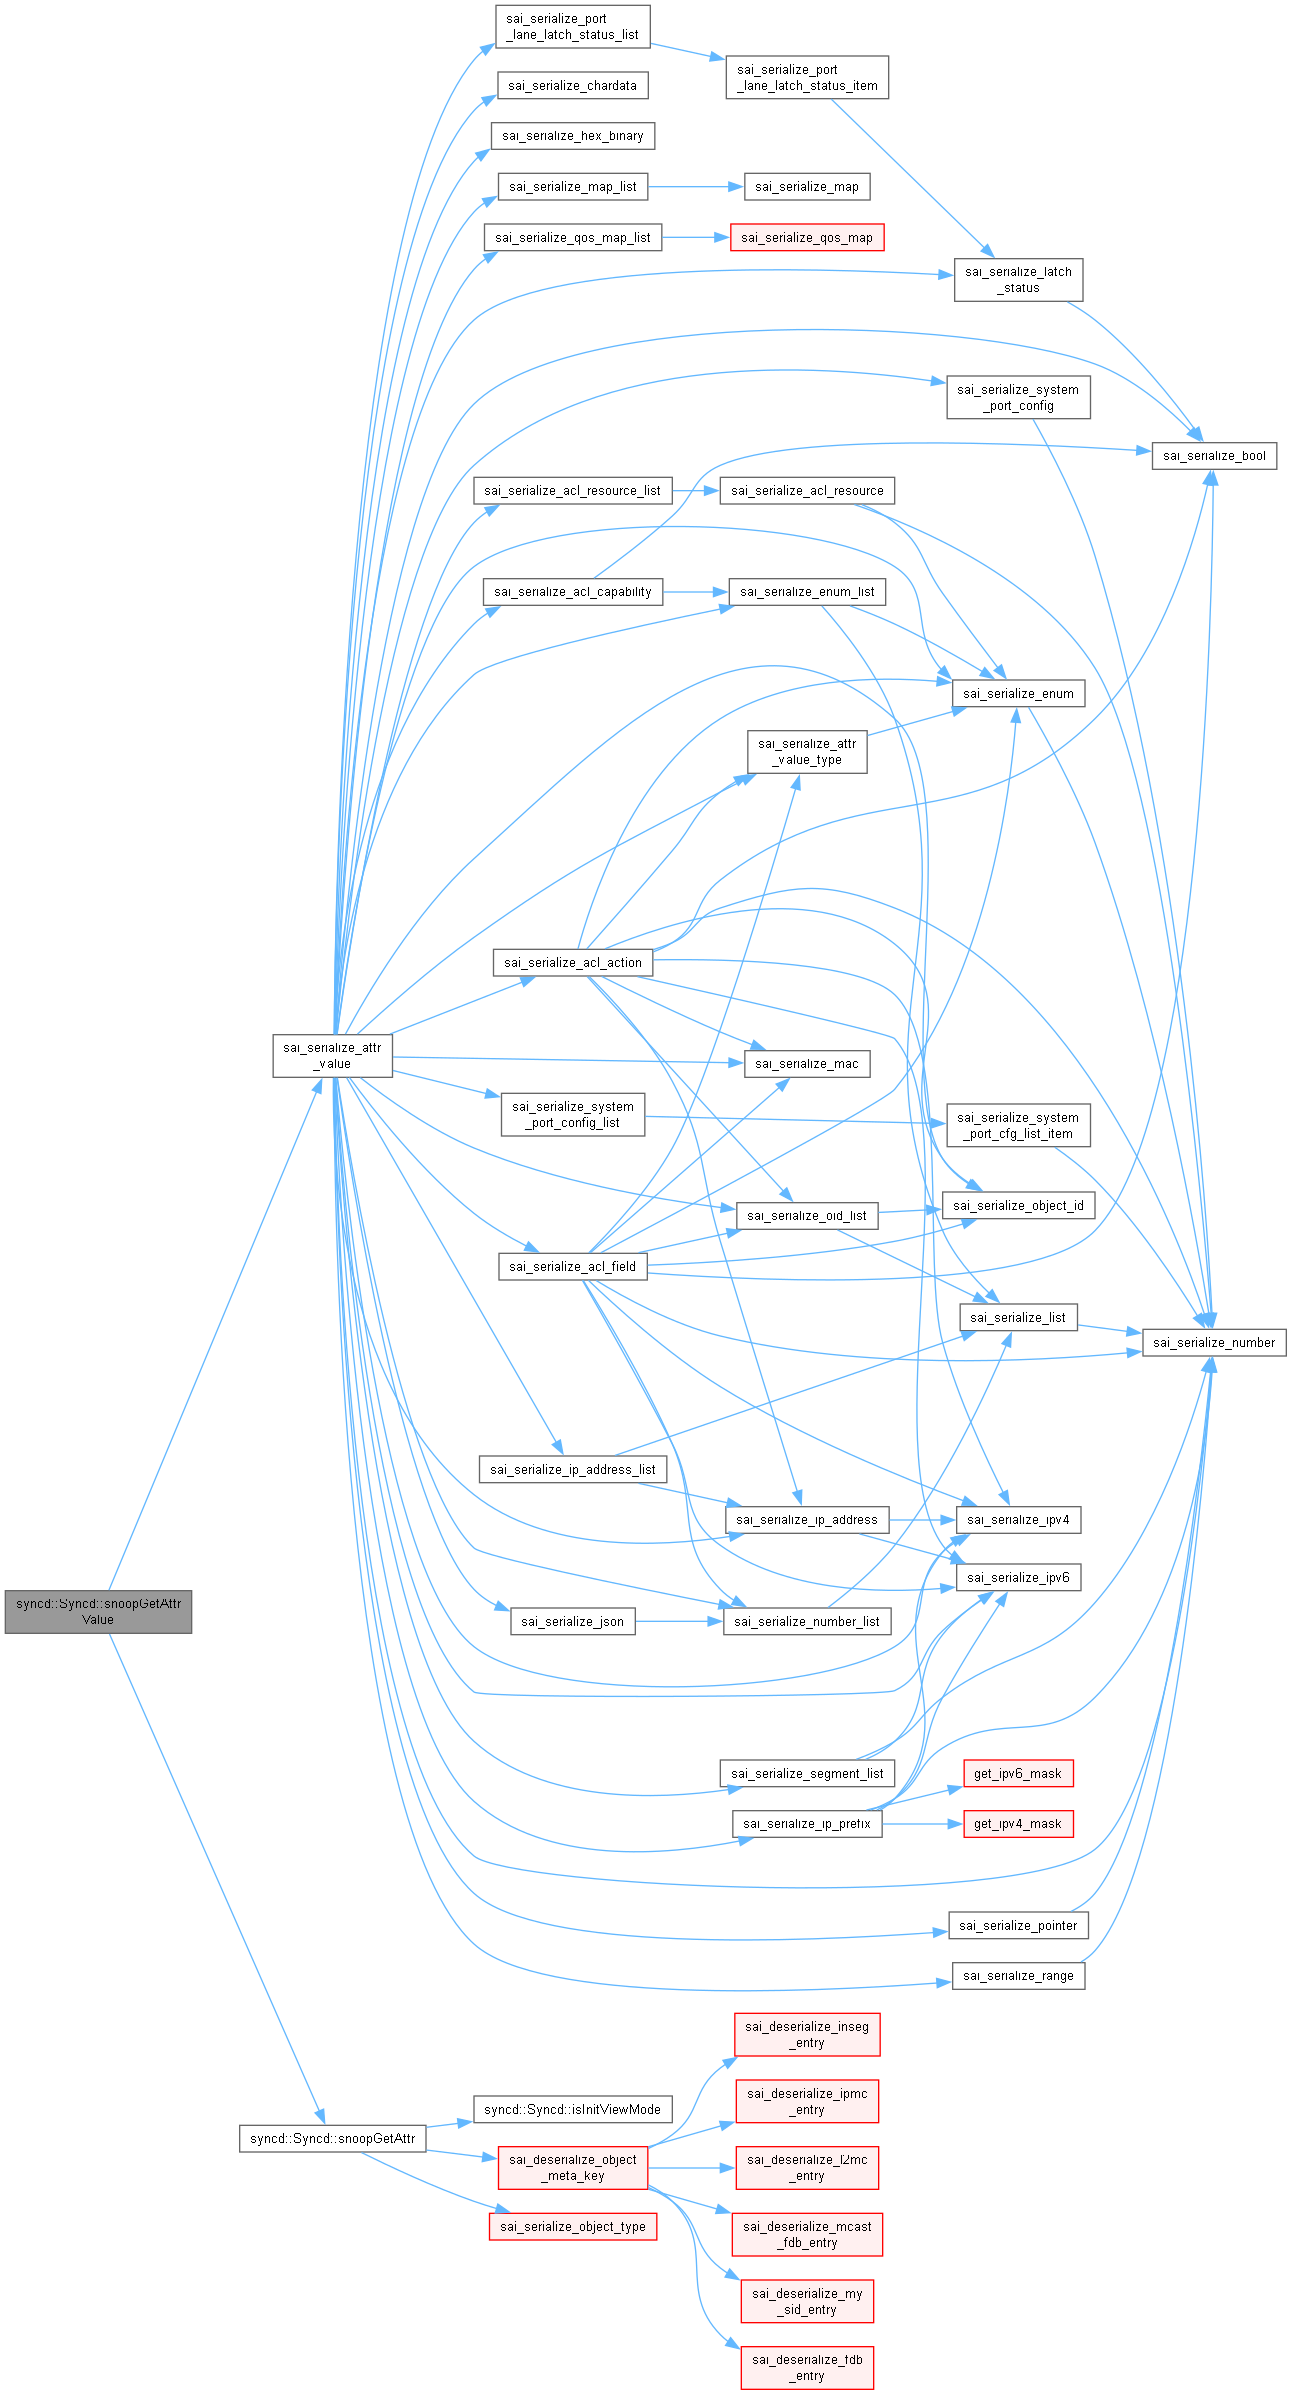 sai_serialize_port
_lane_latch_status_list
sai_serialize_port
_lane_latch_status_item
sai_serialize_chardata
sai_serialize_hex_binary
sai_serialize_map_list
sai_serialize_map
sai_serialize_qos_map_list
sai_serialize_qos_map
sai_serialize_latch
_status
sai_serialize_system
_port_config
sai_serialize_bool
sai_serialize_acl_resource_list
sai_serialize_acl_resource
sai_serialize_acl_capability
sai_serialize_enum_list
sai_serialize_enum
sai_serialize_attr
_value_type
sai_serialize_acl_action
sai_serialize_attr
_value
sai_serialize_mac
sai_serialize_system
_port_config_list
sai_serialize_system
_port_cfg_list_item
sai_serialize_oid_list
sai_serialize_object_id
sai_serialize_acl_field
sai_serialize_list
sai_serialize_number
sai_serialize_ip_address_list
sai_serialize_ip_address
sai_serialize_ipv4
sai_serialize_ipv6
syncd::Syncd::snoopGetAttr
Value
sai_serialize_json
sai_serialize_number_list
sai_serialize_segment_list
get_ipv6_mask
sai_serialize_ip_prefix
get_ipv4_mask
sai_serialize_pointer
sai_serialize_range
sai_deserialize_inseg
_entry
syncd::Syncd::isInitViewMode
sai_deserialize_ipmc
_entry
syncd::Syncd::snoopGetAttr
sai_deserialize_object
_meta_key
sai_deserialize_l2mc
_entry
sai_serialize_object_type
sai_deserialize_mcast
_fdb_entry
sai_deserialize_my
_sid_entry
sai_deserialize_fdb
_entry